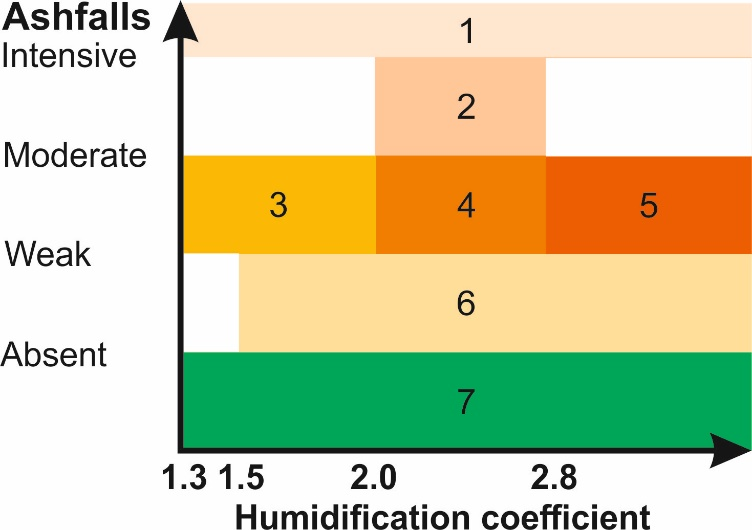 Ashfalls
1
Intensive
2
Moderate
3 4 5
Weak
6
Absent
7
1.3 1.5 2.0 2.8
Humidification coefficient